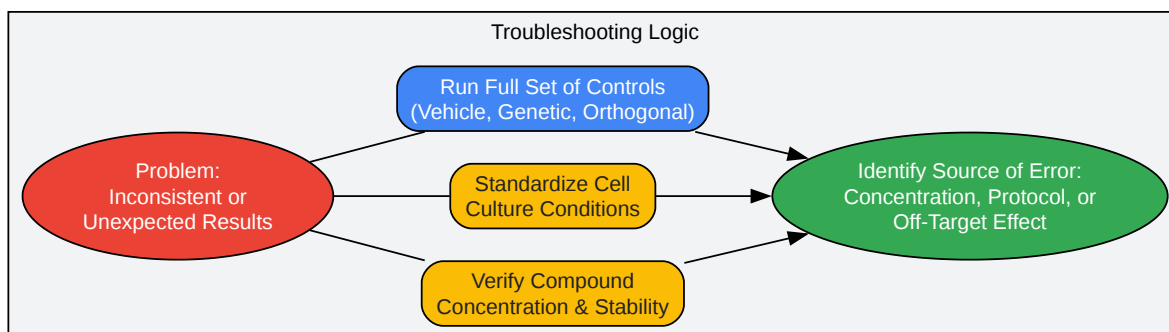 Troubleshooting Logic
Run Full Set of Controls
(Vehicle, Genetic, Orthogonal)
Problem:
Inconsistent or
Unexpected Results
Standardize Cell
Culture Conditions
Identify Source of Error:
Concentration, Protocol, or
Off-Target Effect
Verify Compound
Concentration & Stability